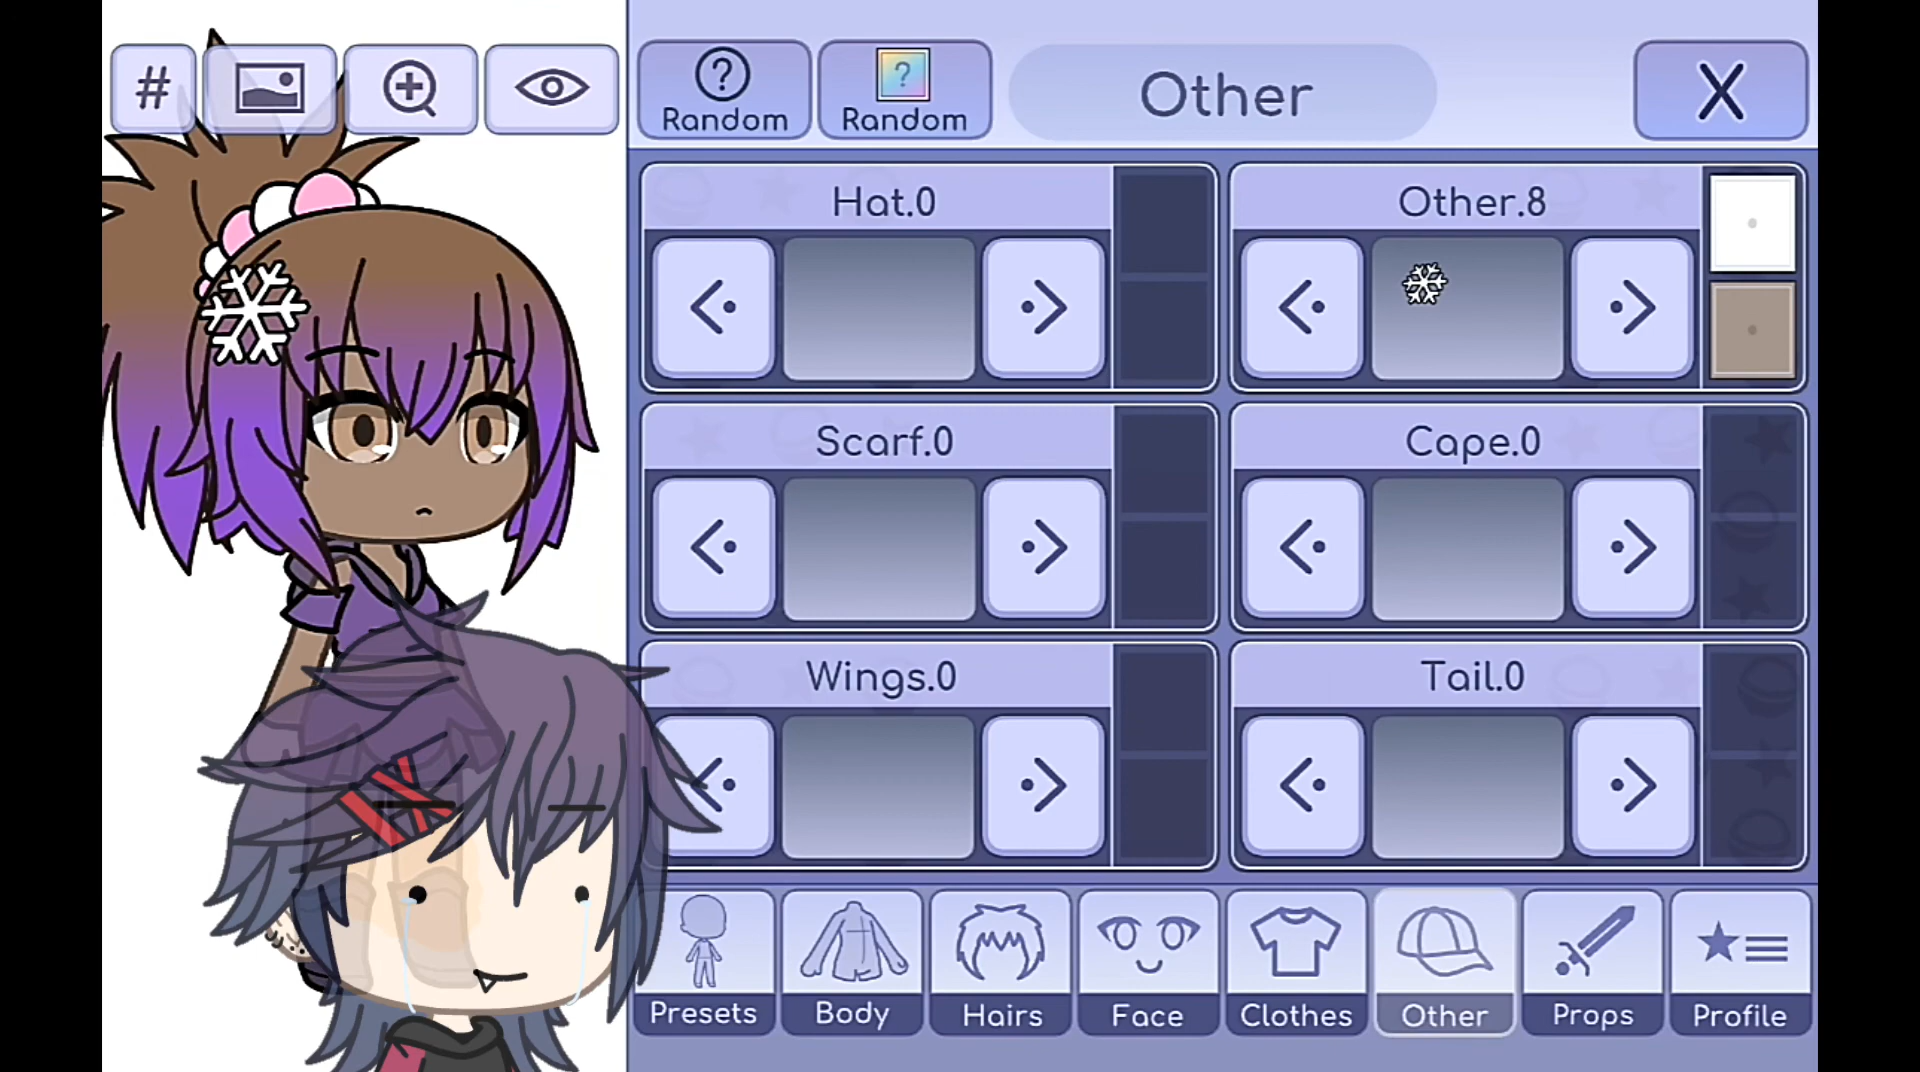 #
? Random
? Random
Other
X
Hat.0
Other.8
Scarf.0
Cape.0
Wings.0
Tail.0
Presets
Body
Hairs
Face
Clothes
Other
Props
Profile